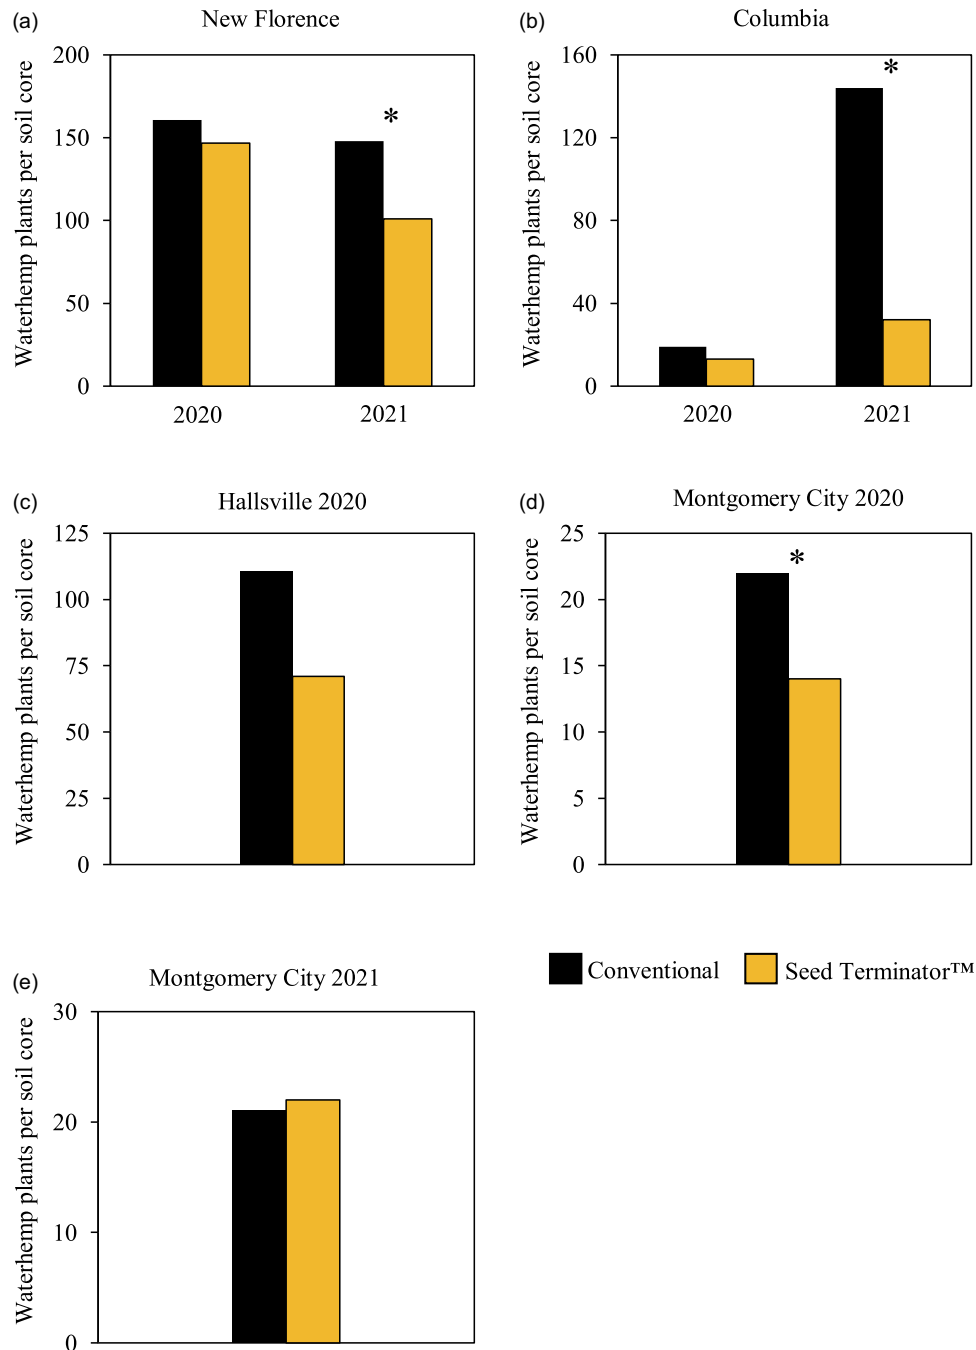 (a)
New Florence
Waterhemp plants per soil core
200
150
100
50
0
*
2020
2021
(b)
Columbia
Waterhemp plants per soil core
160
120
80
40
0
*
2020
2021
(c)
Hallsville 2020
Waterhemp plants per soil core
125
100
75
50
25
0
(d)
Montgomery City 2020
Waterhemp plants per soil core
25
20
15
10
5
0
*
(e)
Montgomery City 2021
Waterhemp plants per soil core
30
20
10
0
Conventional
Seed Terminator™